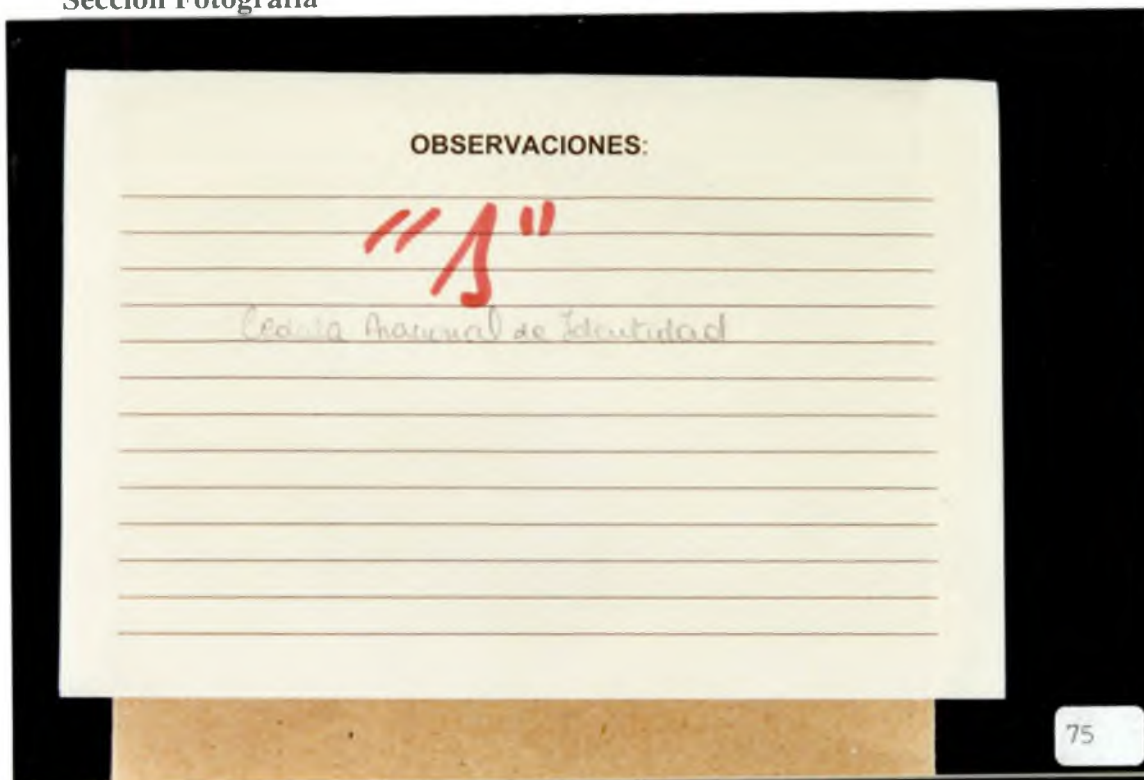 Sección Fotografía
OBSERVACIONES:
"1"
Cedula Nacional de Identidad
75